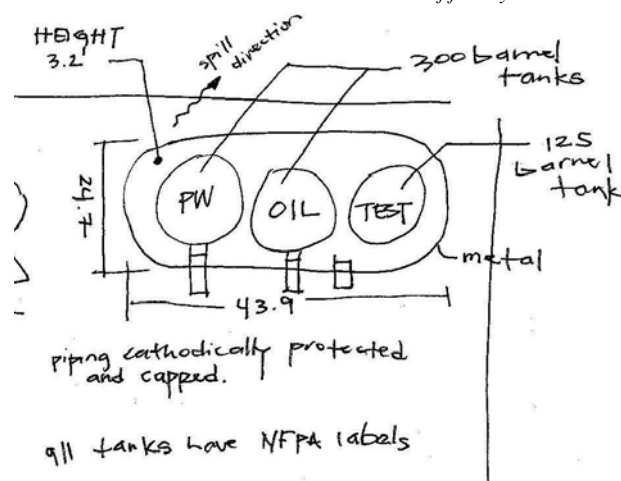 HEIGHT
3.2'
spill
direction
300 barrel
tanks
125
barrel
tank
24.7
PW
OIL
TEST
metal
43.9
piping cathodically protected
and capped.
all tanks have NFPA labels